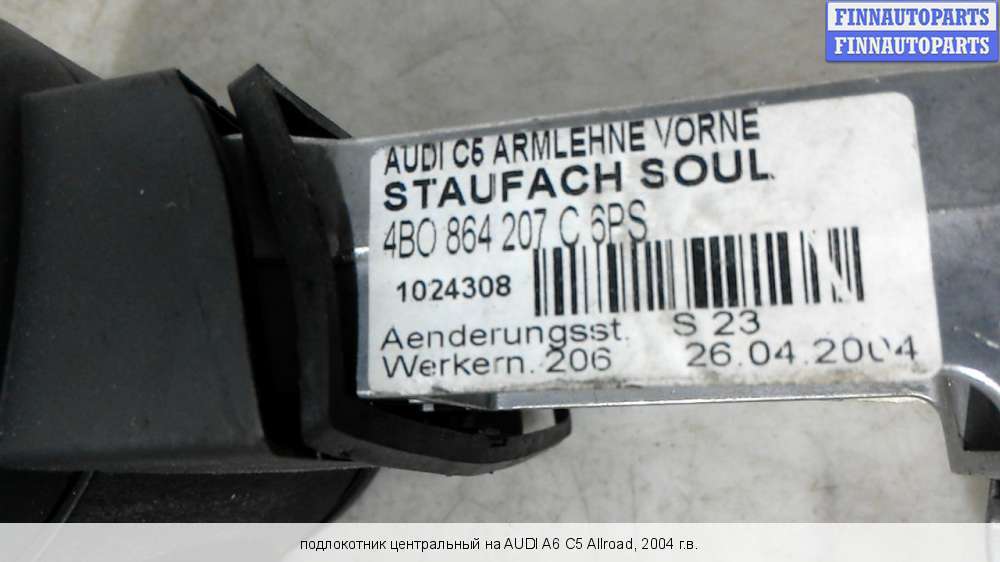 FINNAUTOPARTS
FINNAUTOPARTS
AUDI C5 ARMLEHNE VORNE
STAUFACH SOUL
4B0 864 207 C 6PS
1024308
Aenderungsst. S 23
Werkern. 206 26.04.2004
подлокотник центральный на AUDI A6 C5 Allroad, 2004 г.в.